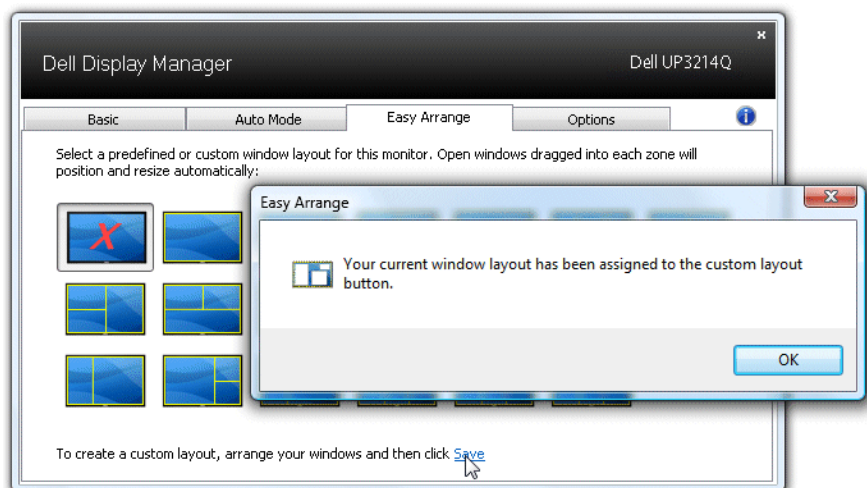 x
Dell Display Manager
Dell UP3214Q
Basic
Auto Mode
Easy Arrange
Options
Select a predefined or custom window layout for this monitor. Open windows dragged into each zone will
position and resize automatically:
Easy Arrange
Your current window layout has been assigned to the custom layout
button.
OK
To create a custom layout, arrange your windows and then click Save